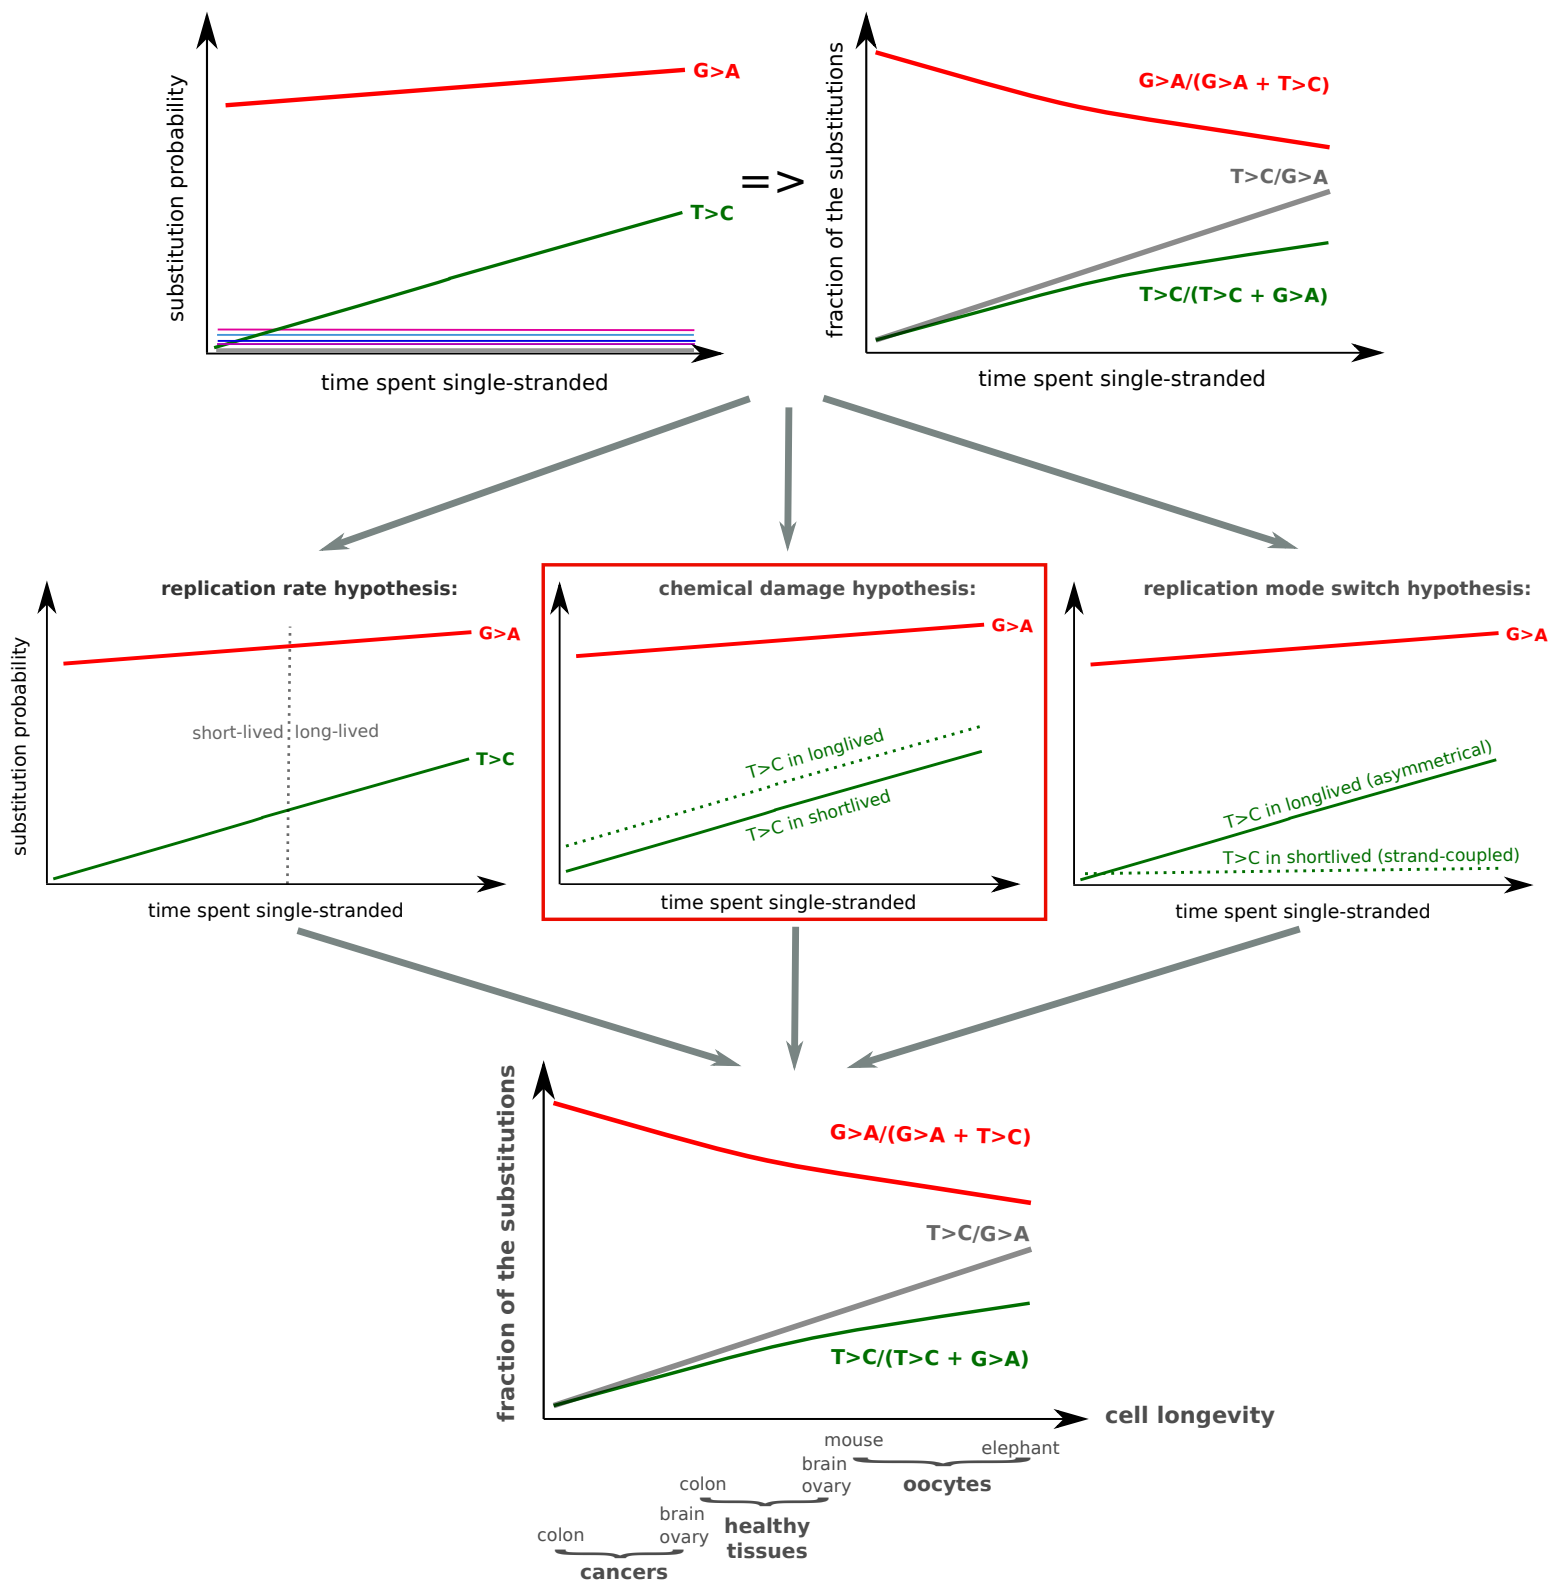 substitution probability
G>A
T>C
time spent single-stranded
=>
fraction of the substitutions
G>A/(G>A + T>C)
T>C/G>A
T>C/(T>C + G>A)
time spent single-stranded
replication rate hypothesis:
substitution probability
G>A
short-lived
long-lived
T>C
time spent single-stranded
chemical damage hypothesis:
G>A
T>C in longlived
T>C in shortlived
time spent single-stranded
replication mode switch hypothesis:
G>A
T>C in longlived (asymmetrical)
T>C in shortlived (strand-coupled)
time spent single-stranded
fraction of the substitutions
G>A/(G>A + T>C)
T>C/G>A
T>C/(T>C + G>A)
cell longevity
mouse
elephant
oocytes
brain
ovary
colon
healthy
tissues
brain
ovary
colon
cancers